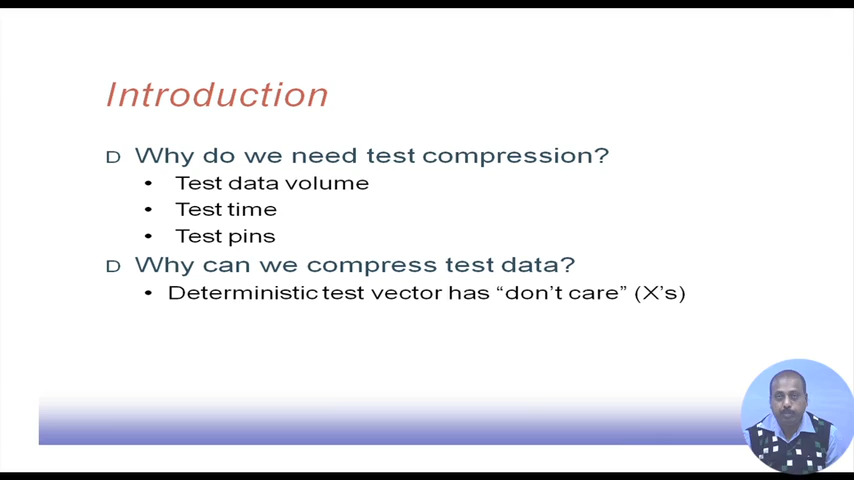 Introduction
D Why do we need test compression?
• Test data volume
• Test time
• Test pins
D Why can we compress test data?
• Deterministic test vector has “don’t care” (X’s)